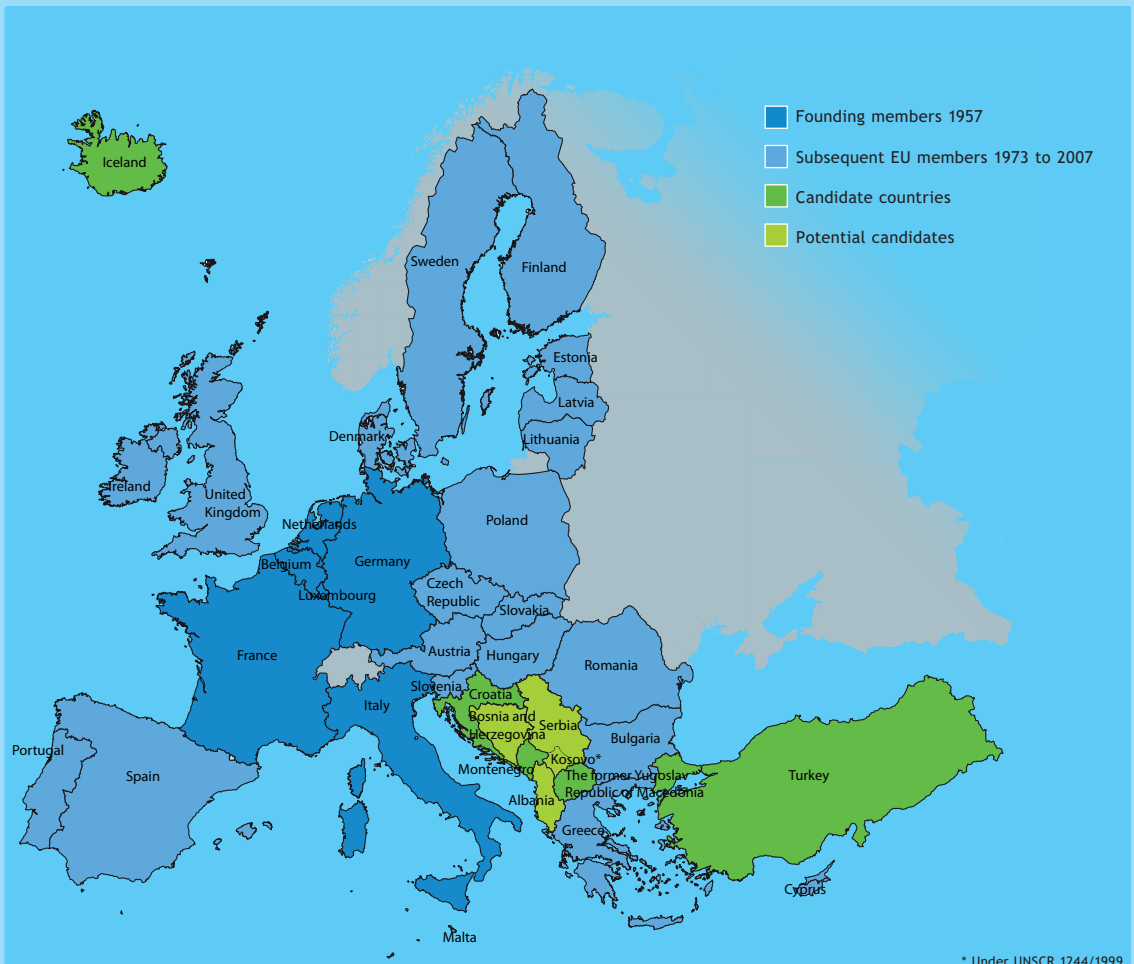 Founding members 1957
Subsequent EU members 1973 to 2007
Candidate countries
Potential candidates
Iceland
Sweden
Finland
Estonia
Latvia
Lithuania
Denmark
Ireland
United
Kingdom
Netherlands
Poland
Belgium
Germany
Luxembourg
Czech
Republic
Slovakia
France
Austria
Hungary
Romania
Slovenia
Croatia
Italy
Bosnia and
Herzegovina
Serbia
Portugal
Spain
Bulgaria
Montenegro
Kosovo*
The former Yugoslav
Republic of Macedonia
Turkey
Albania
Greece
Cyprus
Malta
* Under UNSCR 1244/1999